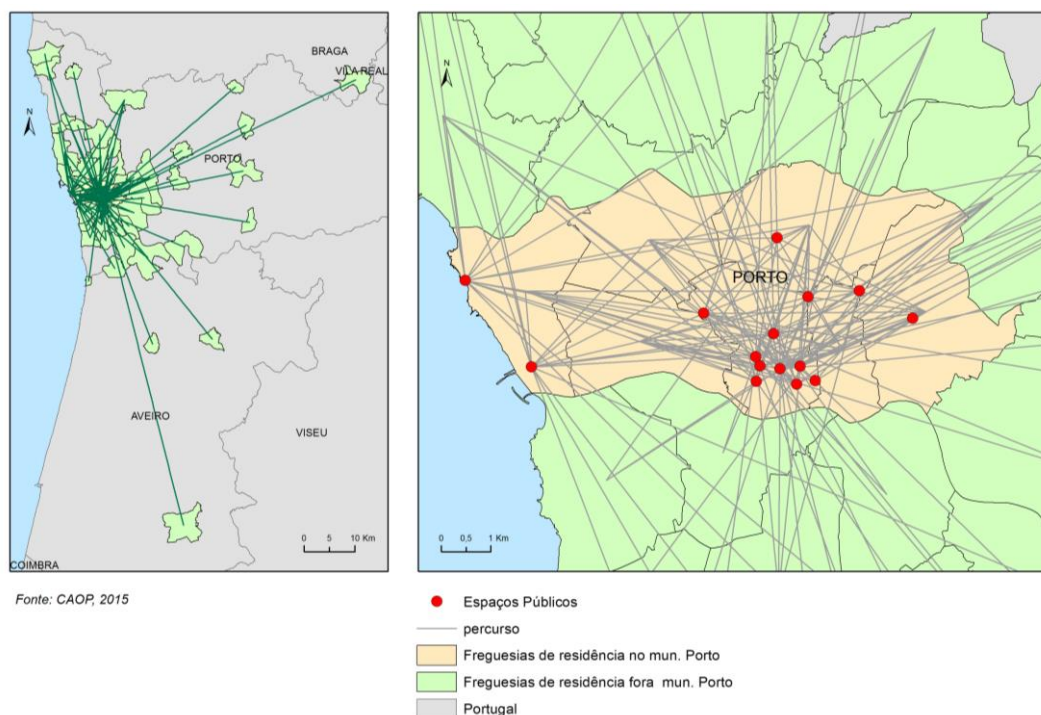 BRAGA
VILA REAL
N
PORTO
AVEIRO
VISEU
0 5 10 Km
COIMBRA
Fonte: CAOP, 2015
N
PORTO
0 0,5 1 Km
Espaços Públicos
percurso
Freguesias de residência no mun. Porto
Freguesias de residência fora mun. Porto
Portugal